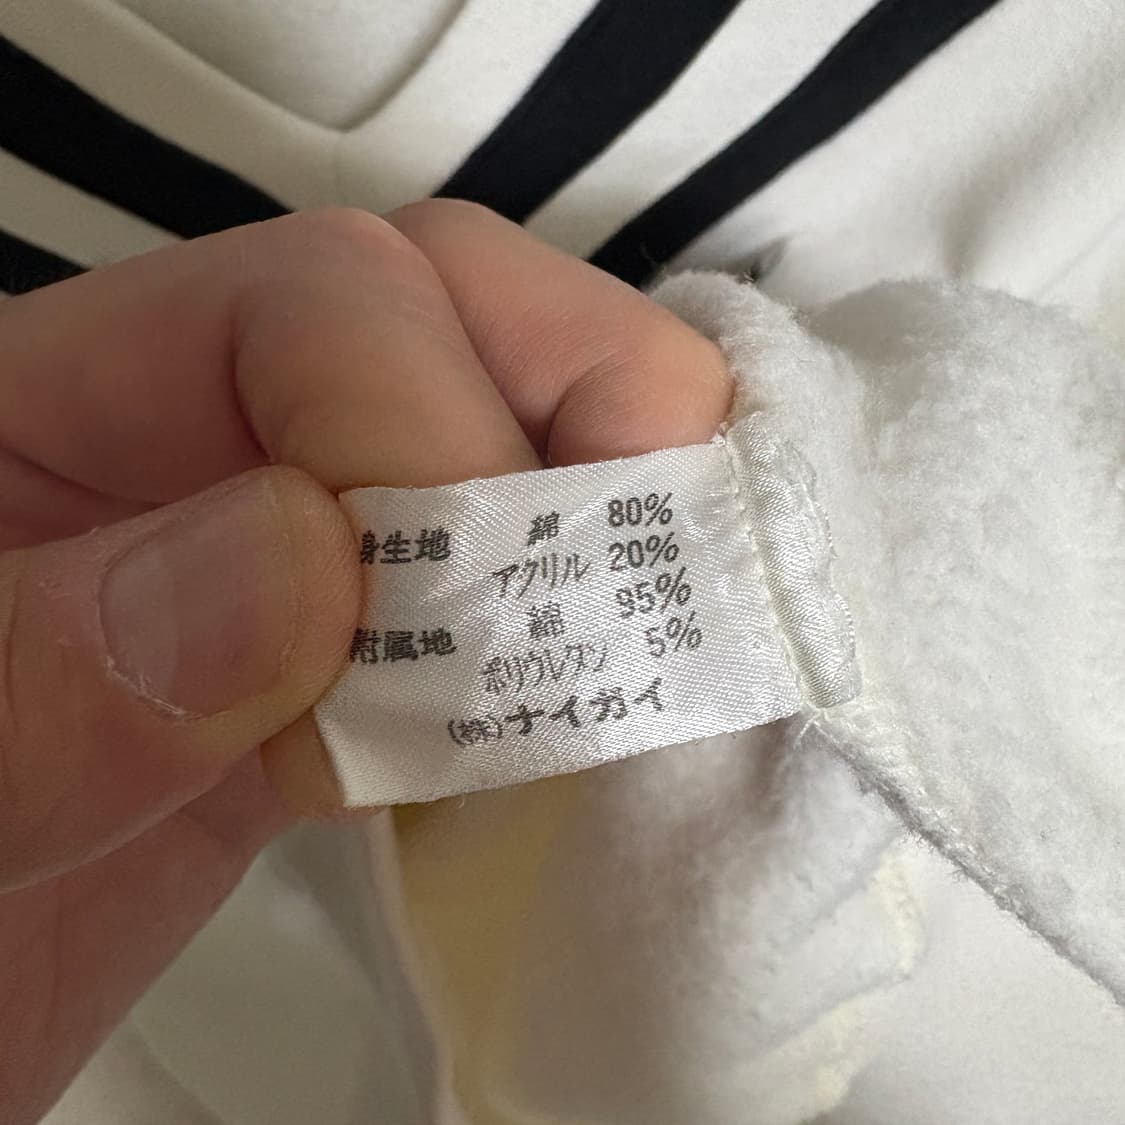 身生地 綿 80%
アクリル 20%
附属地 綿 95%
ポリウレタン 5%
(株)ナイガイ